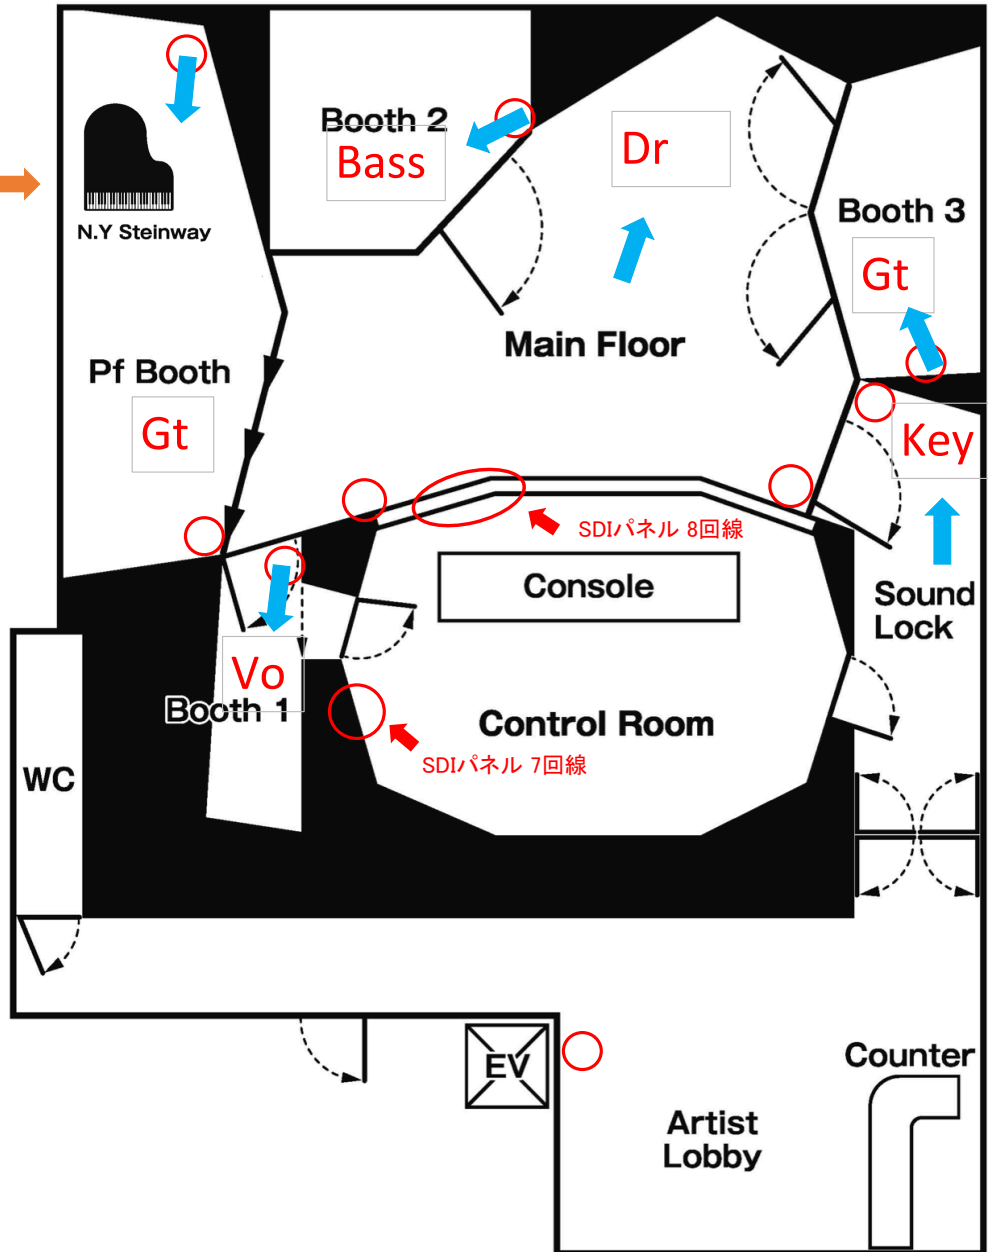 Booth 2
Bass
Dr
N.Y Steinway
Booth 3
Gt
Main Floor
Pf Booth
Gt
Key
SDIパネル 8回線
Console
Sound
Lock
Vo
Booth 1
Control Room
SDIパネル 7回線
WC
EV
Counter
Artist
Lobby